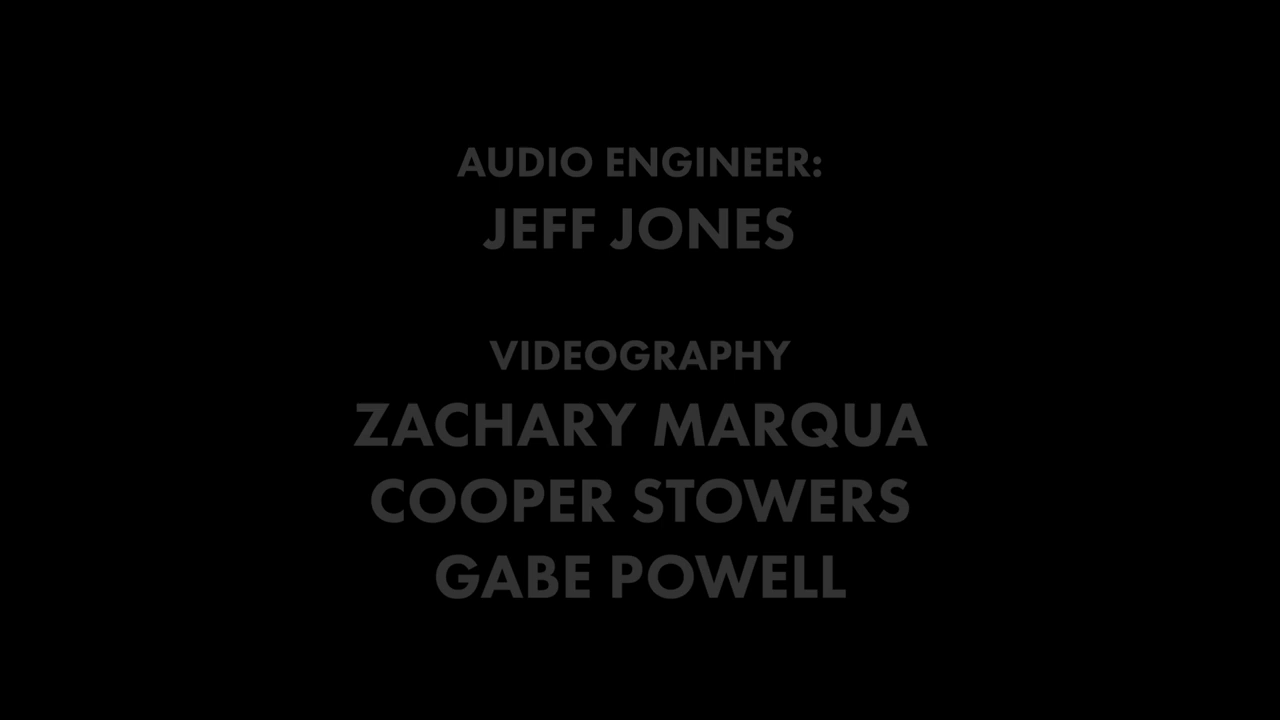 AUDIO ENGINEER:
JEFF JONES
VIDEOGRAPHY
ZACHARY MARQUA
COOPER STOWERS
GABE POWELL